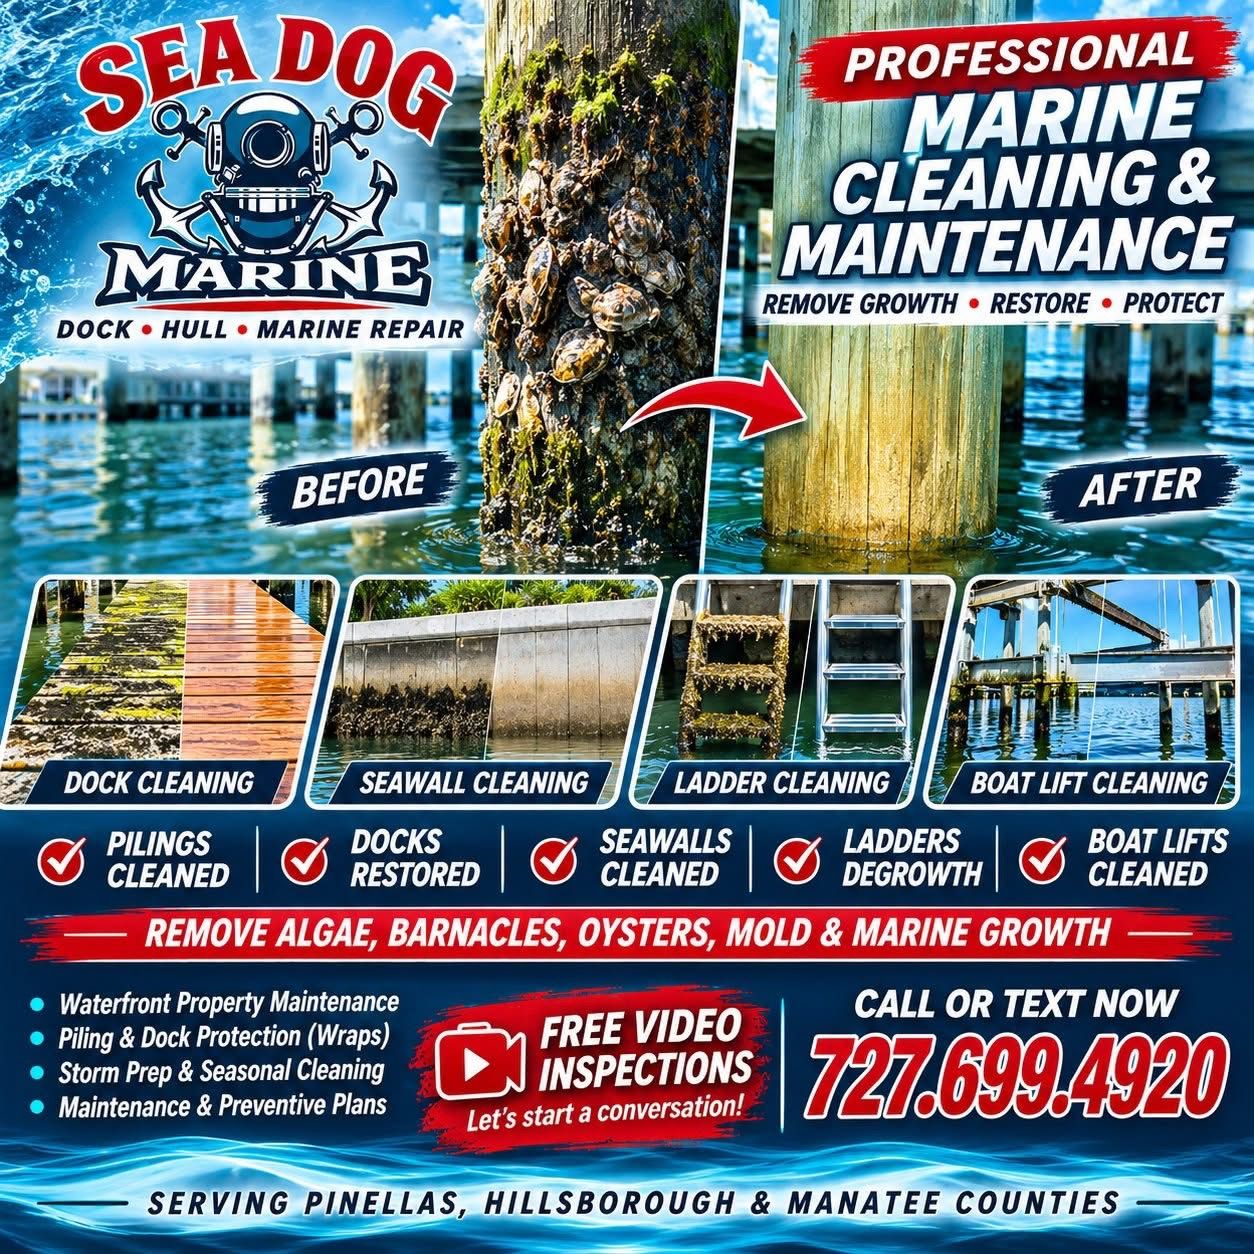 SEA DOG
MARINE
DOCK • HULL • MARINE REPAIR
PROFESSIONAL
MARINE
CLEANING &
MAINTENANCE
REMOVE GROWTH • RESTORE • PROTECT
BEFORE
AFTER
DOCK CLEANING
SEAWALL CLEANING
LADDER CLEANING
BOAT LIFT CLEANING
PILINGS
CLEANED
DOCKS
RESTORED
SEAWALLS
CLEANED
LADDERS
DEGROWTH
BOAT LIFTS
CLEANED
REMOVE ALGAE, BARNACLES, OYSTERS, MOLD & MARINE GROWTH
• Waterfront Property Maintenance
• Piling & Dock Protection (Wraps)
• Storm Prep & Seasonal Cleaning
• Maintenance & Preventive Plans
FREE VIDEO
INSPECTIONS
Let's start a conversation!
CALL OR TEXT NOW
727.699.4920
SERVING PINELLAS, HILLSBOROUGH & MANATEE COUNTIES